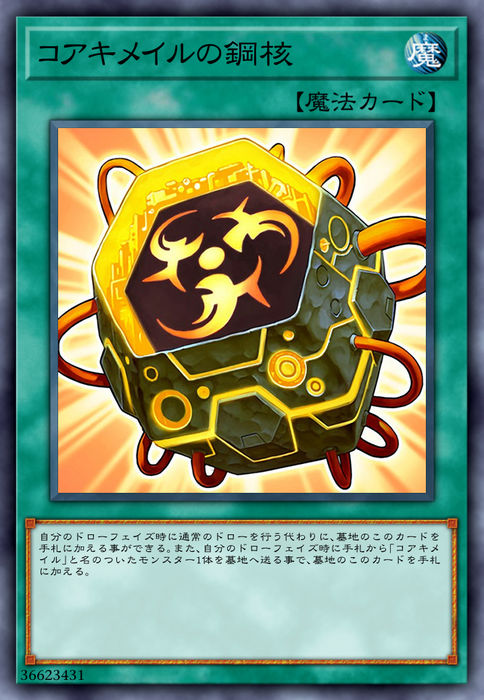 コアキメイルの鋼核
魔
【魔法カード】
自分のドローフェイズ時に通常のドローを行う代わりに、墓地のこのカードを
手札に加える事ができる。また、自分のドローフェイズ時に手札から「コアキメ
イル」と名のついたモンスター1体を墓地へ送る事で、墓地のこのカードを手札
に加える。
36623431